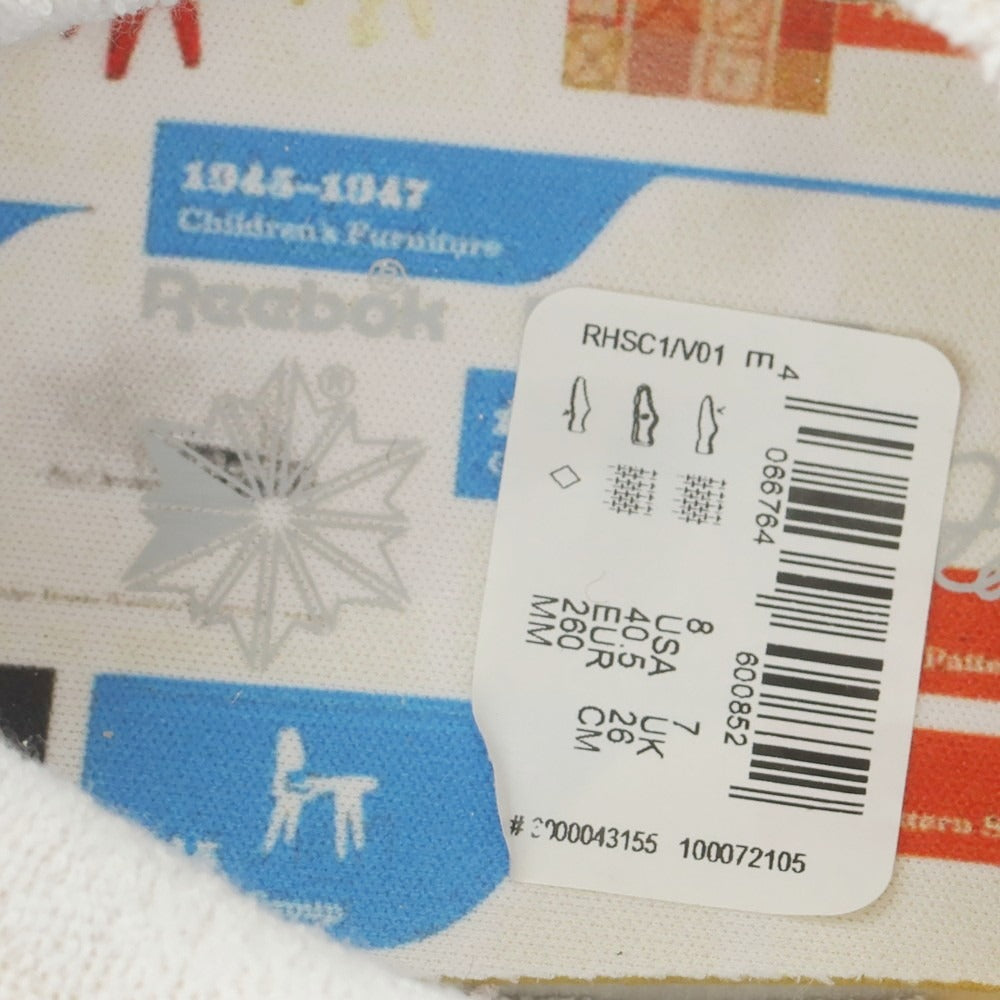 1945–1947
Children's Furniture
Reebok®
®
RHSC1/V01 E 4
066764
600852
8 7
USA UK
40.5 26
EUR CM
260
MM
000043155 100072105